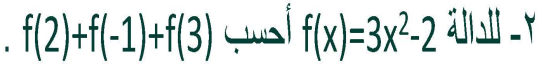 ٢- للدالة f(x)=3x²-2 أحسب f(2)+f(-1)+f(3) .